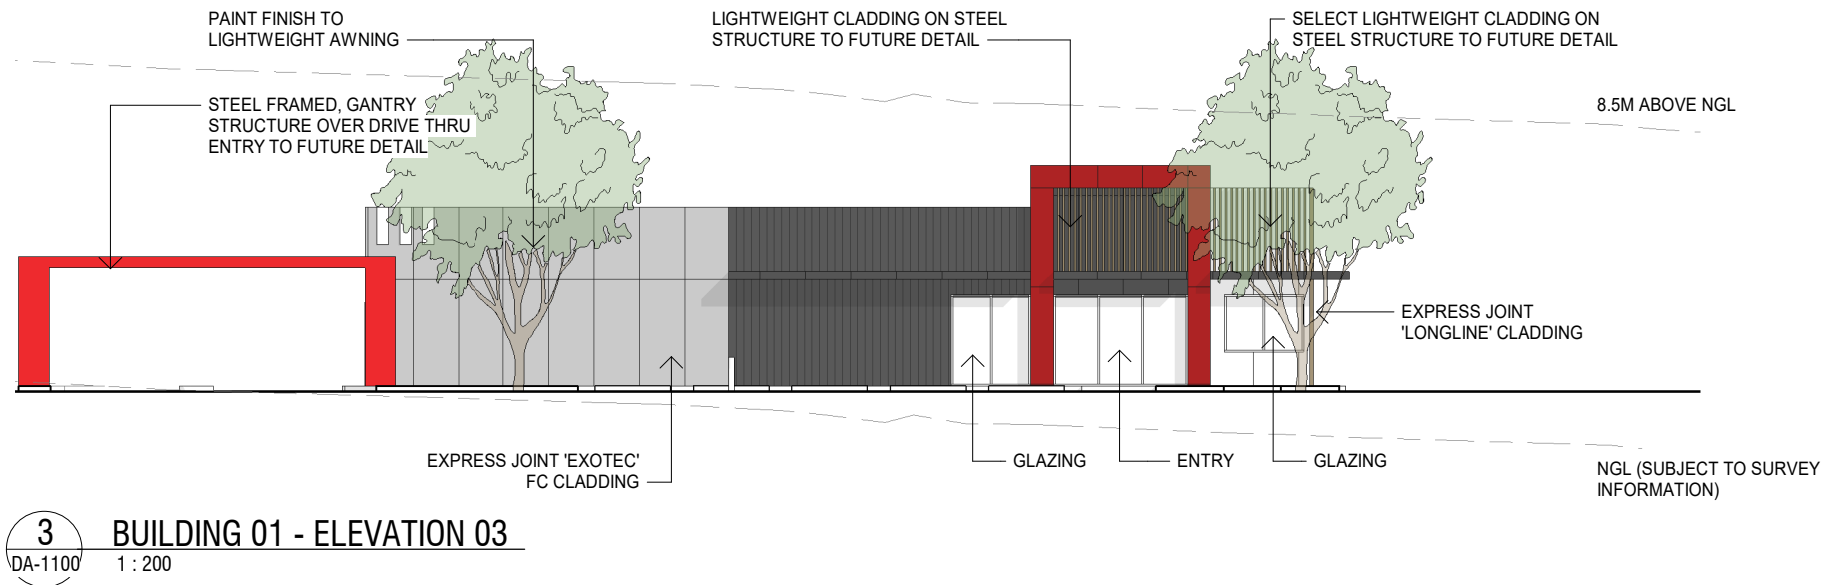 PAINT FINISH TO
LIGHTWEIGHT AWNING
LIGHTWEIGHT CLADDING ON STEEL
STRUCTURE TO FUTURE DETAIL
SELECT LIGHTWEIGHT CLADDING ON
STEEL STRUCTURE TO FUTURE DETAIL
STEEL FRAMED, GANTRY
STRUCTURE OVER DRIVE THRU
ENTRY TO FUTURE DETAIL
8.5M ABOVE NGL
EXPRESS JOINT
'LONGLINE' CLADDING
EXPRESS JOINT 'EXOTEC'
FC CLADDING
GLAZING
ENTRY
GLAZING
NGL (SUBJECT TO SURVEY
INFORMATION)
3
DA-1100
BUILDING 01 - ELEVATION 03
1 : 200